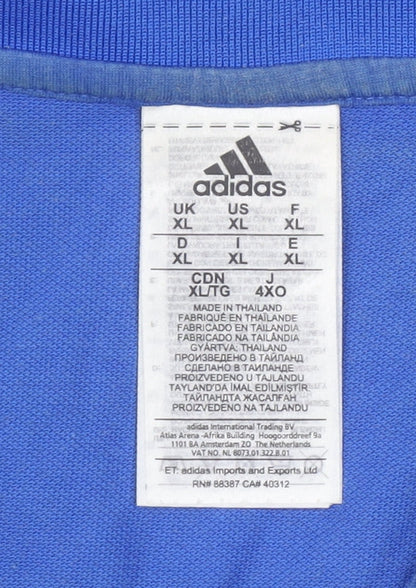 adidas
UK US F
XL XL XL
D I E
XL XL XL
CDN J
XL/TG 4XO
MADE IN THAILAND
FABRIQUÉ EN THAÏLANDE
FABRICADO EN TAILANDIA
FABRICADO NA TAILÂNDIA
GYÁRTVA: THAILAND
ПРОИЗВЕДЕНО В ТАИЛАНД
СДЕЛАНО В ТАИЛАНДЕ
PROIZVEDENO U TAJLANDU
TAYLAND'DA İMAL EDİLMİŞTİR
ТАЙЛАНДТА ЖАСАЛҒАН
PROIZVEDENO NA TAJLANDU
adidas International Trading BV
Atlas Arena -Afrika Building Hoogoorddreef 9a
1101 BA Amsterdam ZO The Netherlands
VAT NO. NL 8073.01.322.B.01
ET: adidas Imports and Exports Ltd
RN# 88387 CA# 40312